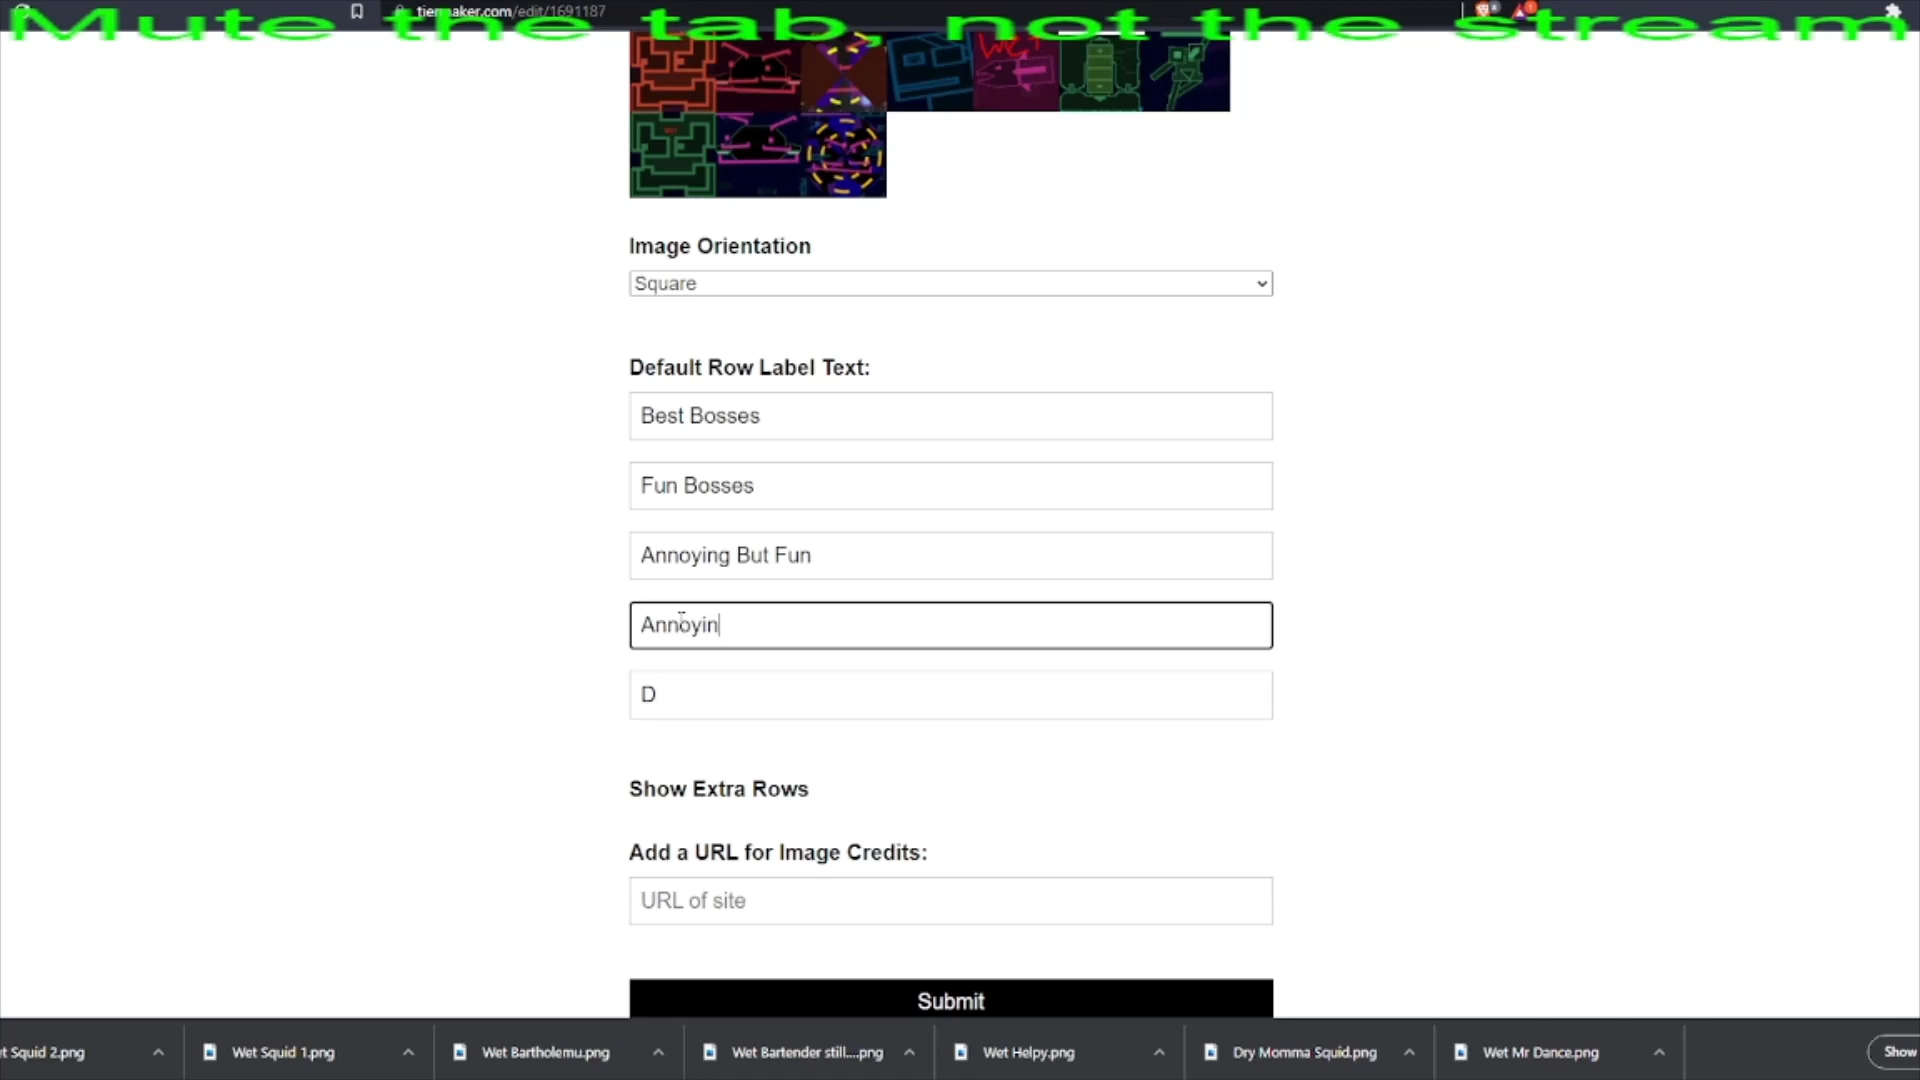 tiermaker.com/edit/1691187
Mute the tab, not the stream
Image Orientation
Square
Default Row Label Text:
Best Bosses
Fun Bosses
Annoying But Fun
Annoyin
D
Show Extra Rows
Add a URL for Image Credits:
URL of site
Submit
t Squid 2.png
Wet Squid 1.png
Wet Bartholemu.png
Wet Bartender still....png
Wet Helpy.png
Dry Momma Squid.png
Wet Mr Dance.png
Show